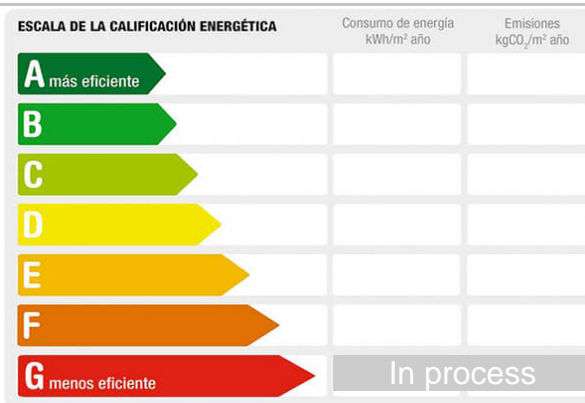 ESCALA DE LA CALIFICACIÓN ENERGÉTICA
Consumo de energía
kWh/m² año
Emisiones
kgCO₂/m² año
A más eficiente
B
C
D
E
F
G menos eficiente
In process